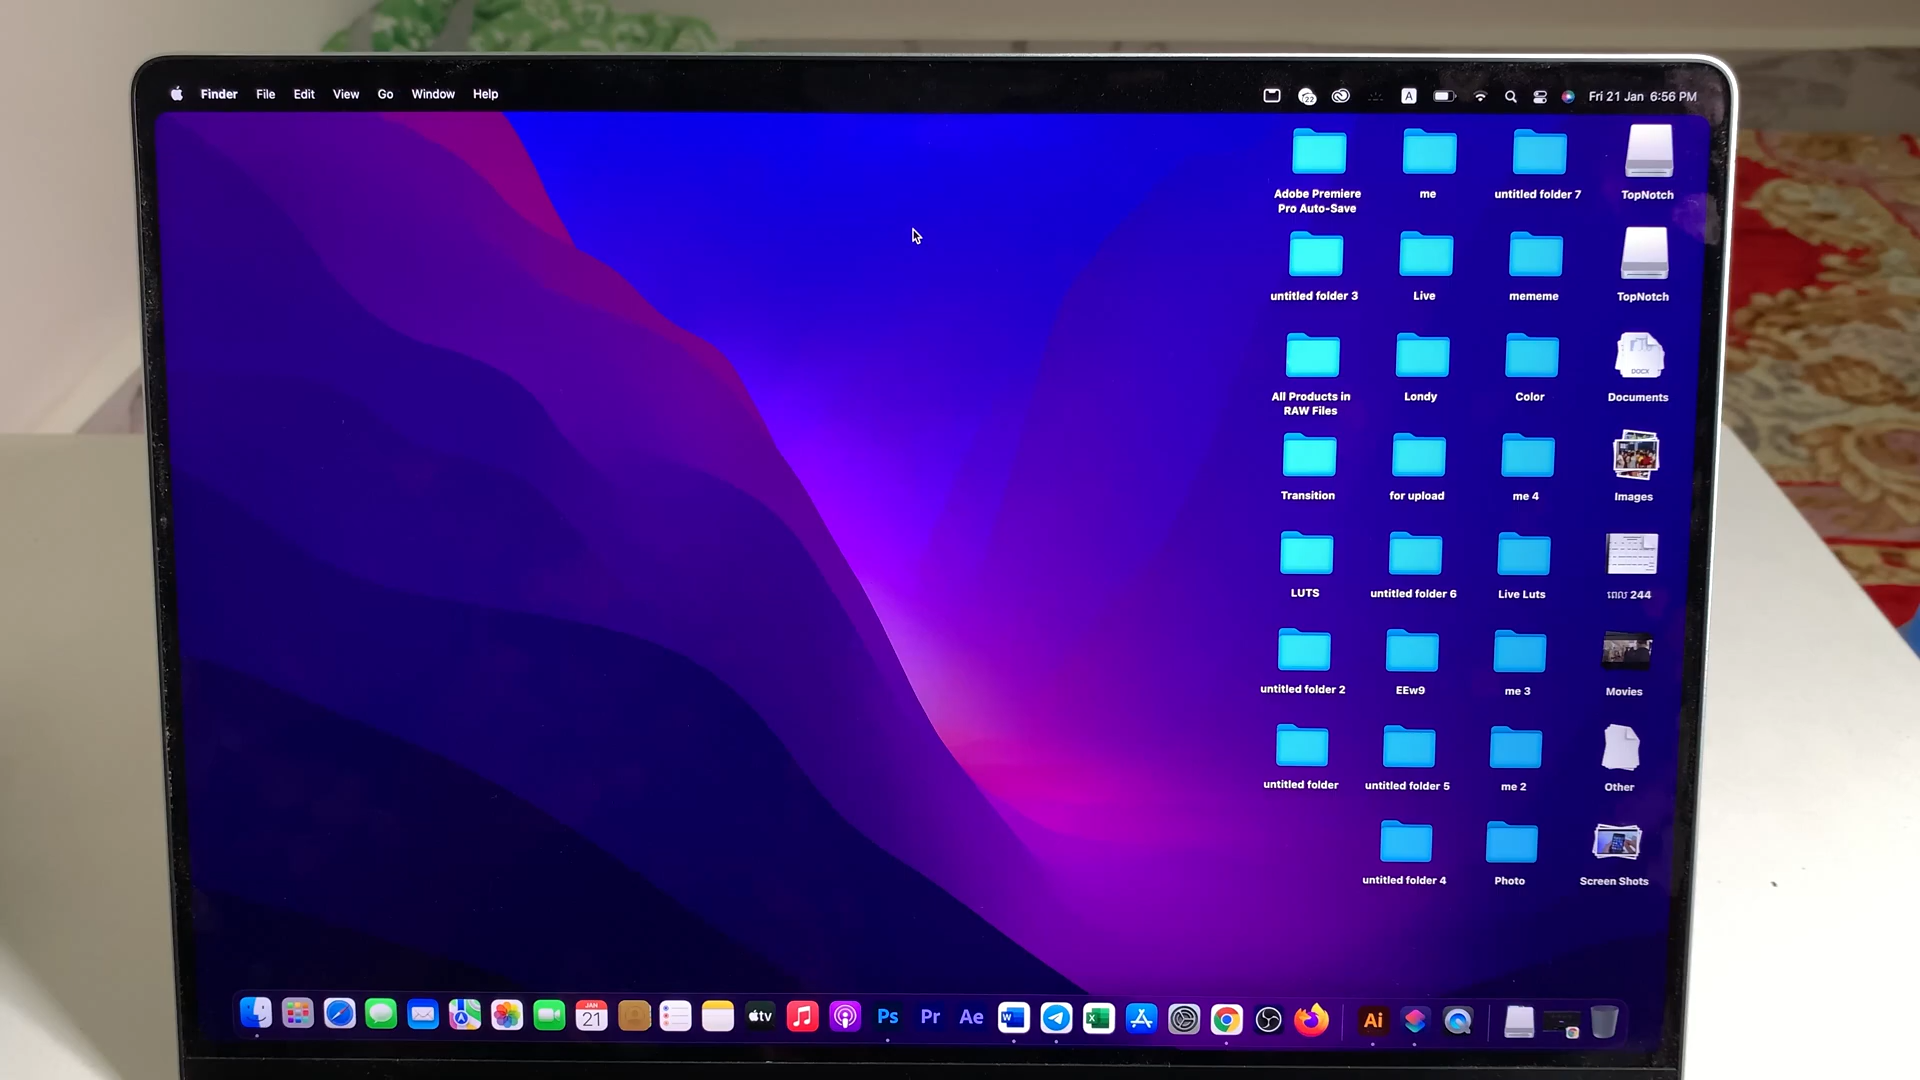 Finder File Edit View Go Window Help
22 A Fri 21 Jan 6:56 PM
Adobe Premiere
Pro Auto-Save
me
untitled folder 7
TopNotch
untitled folder 3
Live
mememe
TopNotch
All Products in
RAW Files
Londy
Color
DOCX
Documents
Transition
for upload
me 4
Images
LUTS
untitled folder 6
Live Luts
244
untitled folder 2
EEw9
me 3
Movies
untitled folder
untitled folder 5
me 2
Other
untitled folder 4
Photo
Screen Shots
JAN
21
tv
Ps
Pr
Ae
W
X
Ai